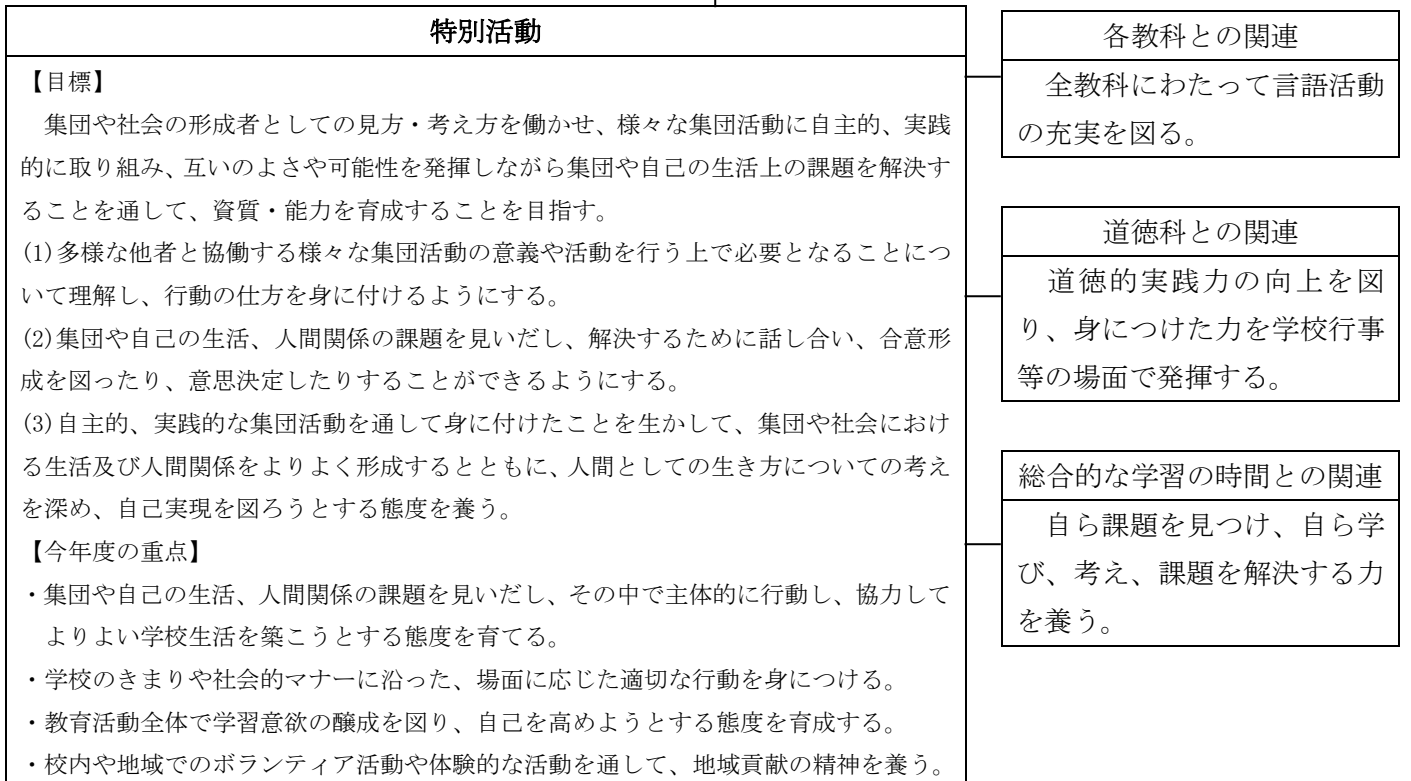 特別活動
【目標】
　集団や社会の形成者としての見方・考え方を働かせ、様々な集団活動に自主的、実践
的に取り組み、互いのよさや可能性を発揮しながら集団や自己の生活上の課題を解決す
ることを通して、資質・能力を育成することを目指す。
(1)多様な他者と協働する様々な集団活動の意義や活動を行う上で必要となることにつ
いて理解し、行動の仕方を身に付けるようにする。
(2)集団や自己の生活、人間関係の課題を見いだし、解決するために話し合い、合意形
成を図ったり、意思決定したりすることができるようにする。
(3)自主的、実践的な集団活動を通して身に付けたことを生かして、集団や社会におけ
る生活及び人間関係をよりよく形成するとともに、人間としての生き方についての考え
を深め、自己実現を図ろうとする態度を養う。
【今年度の重点】
・集団や自己の生活、人間関係の課題を見いだし、その中で主体的に行動し、協力して
よりよい学校生活を築こうとする態度を育てる。
・学校のきまりや社会的マナーに沿った、場面に応じた適切な行動を身につける。
・教育活動全体で学習意欲の醸成を図り、自己を高めようとする態度を育成する。
・校内や地域でのボランティア活動や体験的な活動を通して、地域貢献の精神を養う。
各教科との関連
　全教科にわたって言語活動
の充実を図る。
道徳科との関連
　道徳的実践力の向上を図
り、身につけた力を学校行事
等の場面で発揮する。
総合的な学習の時間との関連
　自ら課題を見つけ、自ら学
び、考え、課題を解決する力
を養う。